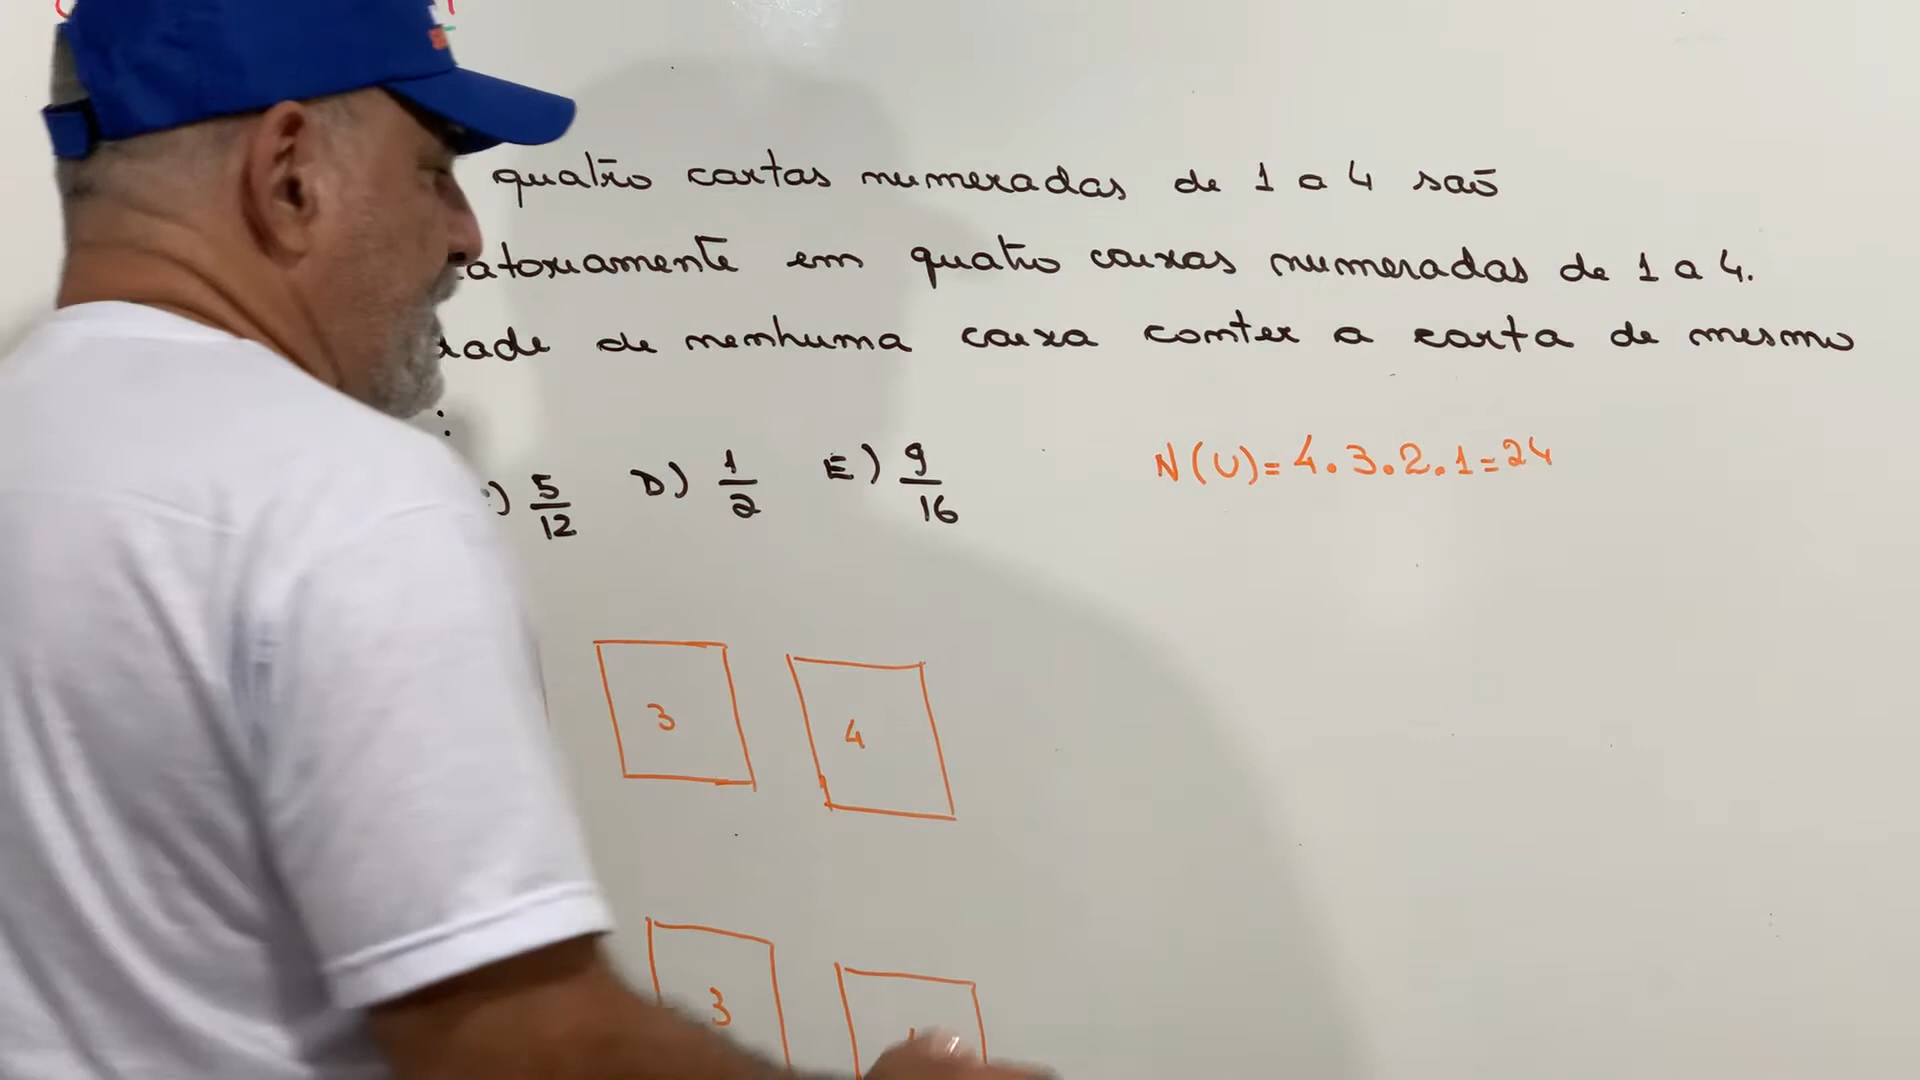 quatro cartas numeradas de 1 a 4 são
atoriamente em quatro caixas numeradas de 1 a 4.
dade de nenhuma caixa conter a carta de mesmo
:
) 5/12 D) 1/2 E) 9/16 N(U)= 4.3.2.1=24
3 4
3